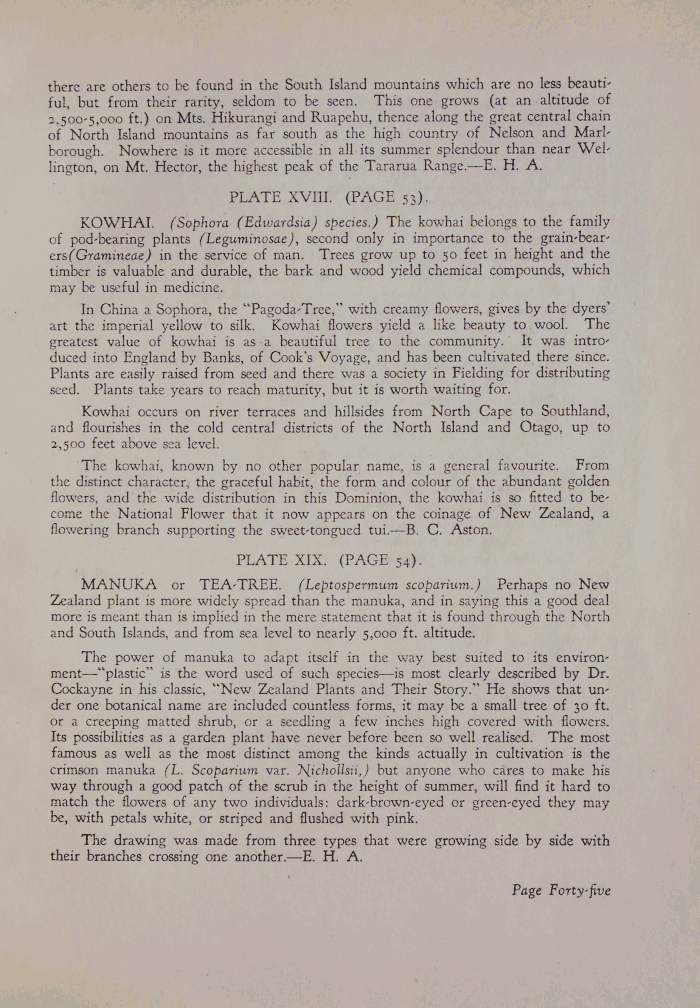 there are others to be found in the South Island mountains which are no less beauti-
ful, but from their rarity, seldom to be seen. This one grows (at an altitude of
2,500-5,000 ft.) on Mts. Hikurangi and Ruapehu, thence along the great central chain
of North Island mountains as far south as the high country of Nelson and Marl-
borough. Nowhere is it more accessible in all its summer splendour than near Wel-
lington, on Mt. Hector, the highest peak of the Tararua Range.—E. H. A.
PLATE XVIII. (PAGE 53).
KOWHAI. (Sophora (Edwardsia) species.) The kowhai belongs to the family
of pod-bearing plants (Leguminosae), second only in importance to the grain-bear-
ers(Gramineae) in the service of man. Trees grow up to 50 feet in height and the
timber is valuable and durable, the bark and wood yield chemical compounds, which
may be useful in medicine.
In China a Sophora, the “Pagoda-Tree,” with creamy flowers, gives by the dyers’
art the imperial yellow to silk. Kowhai flowers yield a like beauty to wool. The
greatest value of kowhai is as a beautiful tree to the community. It was intro-
duced into England by Banks, of Cook’s Voyage, and has been cultivated there since.
Plants are easily raised from seed and there was a society in Fielding for distributing
seed. Plants take years to reach maturity, but it is worth waiting for.
Kowhai occurs on river terraces and hillsides from North Cape to Southland,
and flourishes in the cold central districts of the North Island and Otago, up to
2,500 feet above sea level.
The kowhai, known by no other popular name, is a general favourite. From
the distinct character, the graceful habit, the form and colour of the abundant golden
flowers, and the wide distribution in this Dominion, the kowhai is so fitted to be-
come the National Flower that it now appears on the coinage of New Zealand, a
flowering branch supporting the sweet-tongued tui.—B. C. Aston.
PLATE XIX. (PAGE 54).
MANUKA or TEA-TREE. (Leptospermum scoparium.) Perhaps no New
Zealand plant is more widely spread than the manuka, and in saying this a good deal
more is meant than is implied in the mere statement that it is found through the North
and South Islands, and from sea level to nearly 5,000 ft. altitude.
The power of manuka to adapt itself in the way best suited to its environ-
ment—“plastic” is the word used of such species—is most clearly described by Dr.
Cockayne in his classic, “New Zealand Plants and Their Story.” He shows that un-
der one botanical name are included countless forms, it may be a small tree of 30 ft.
or a creeping matted shrub, or a seedling a few inches high covered with flowers.
Its possibilities as a garden plant have never before been so well realised. The most
famous as well as the most distinct among the kinds actually in cultivation is the
crimson manuka (L. Scoparium var. Nichollsii,) but anyone who cares to make his
way through a good patch of the scrub in the height of summer, will find it hard to
match the flowers of any two individuals: dark-brown-eyed or green-eyed they may
be, with petals white, or striped and flushed with pink.
The drawing was made from three types that were growing side by side with
their branches crossing one another.—E. H. A.
Page Forty-five